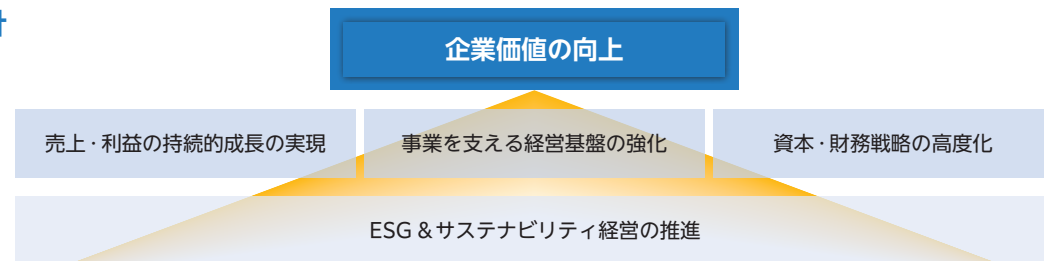 企業価値の向上
売上・利益の持続的成長の実現
事業を支える経営基盤の強化
資本・財務戦略の高度化
ESG &サステナビリティ経営の推進